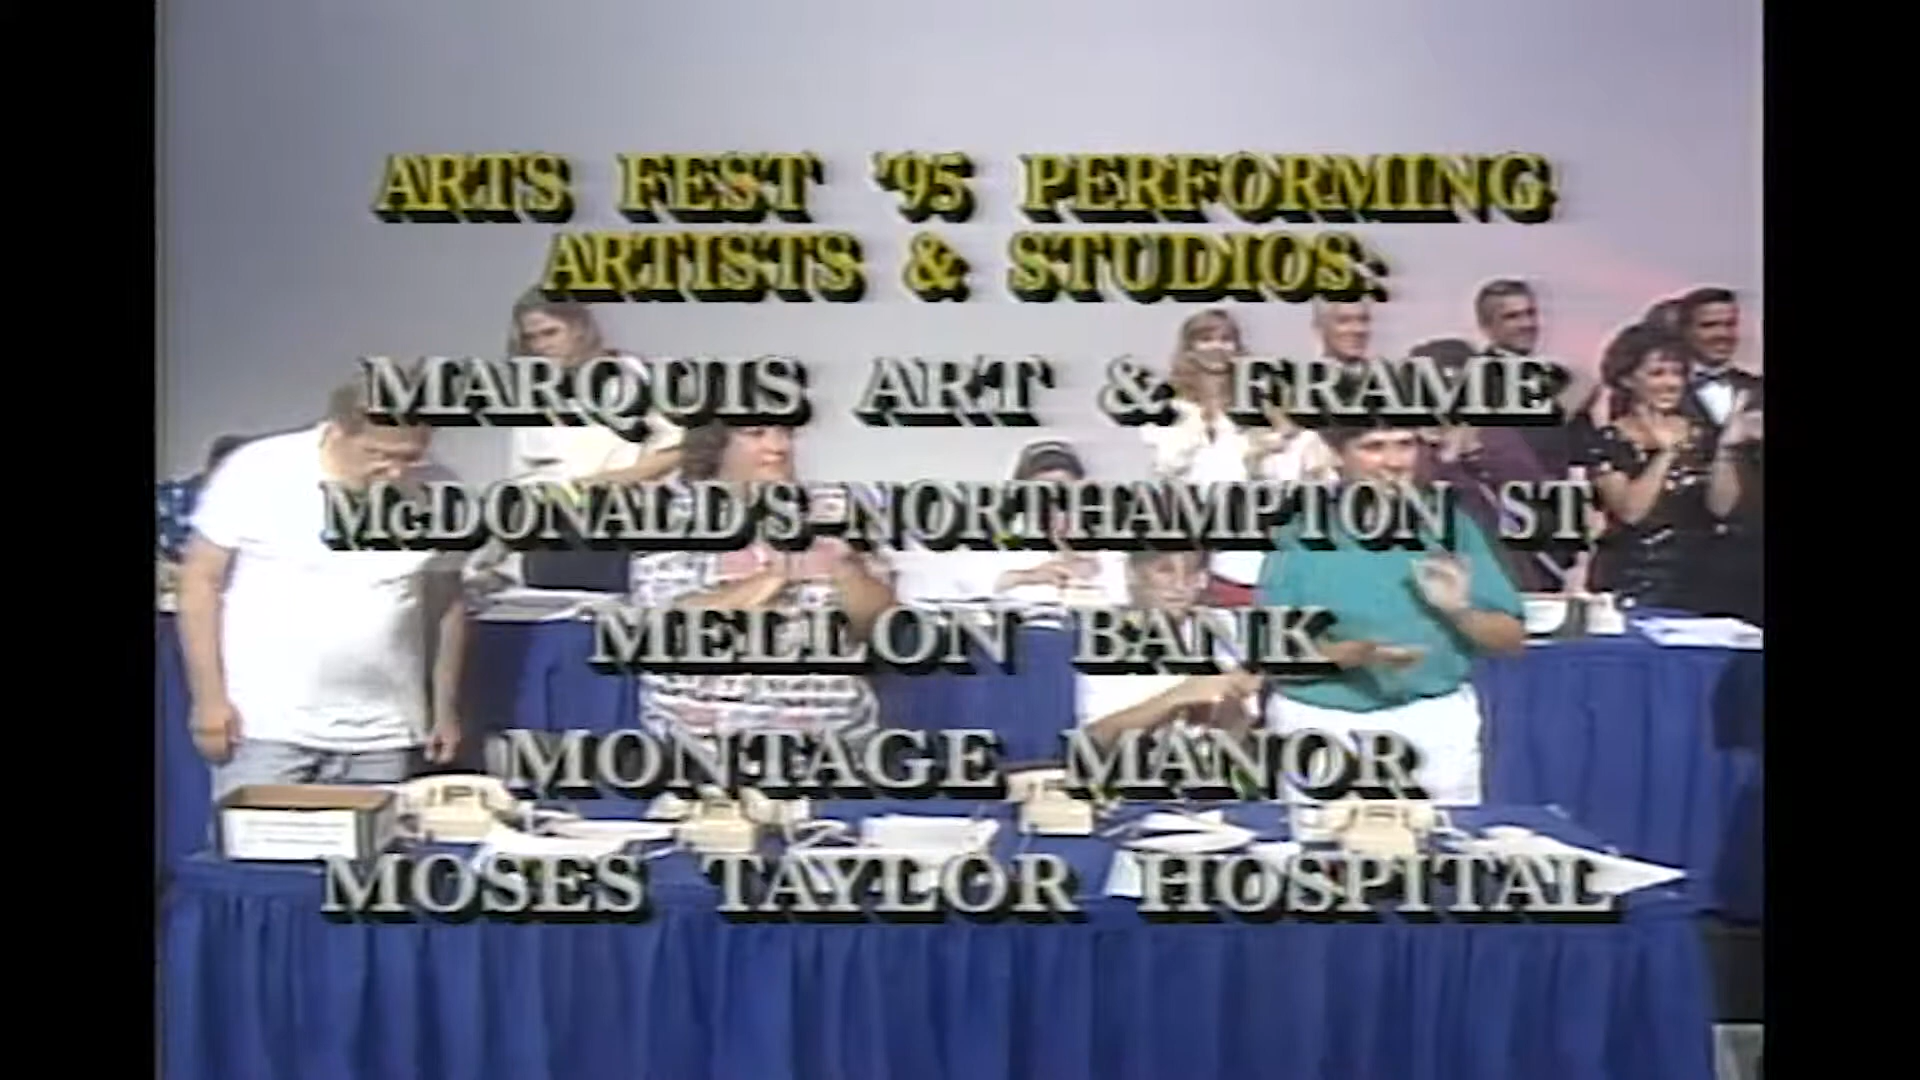 ARTS FEST '95 PERFORMING
ARTISTS & STUDIOS:
MARQUIS ART & FRAME
McDONALD'S-NORTHAMPTON ST
MELLON BANK
MONTAGE MANOR
MOSES TAYLOR HOSPITAL